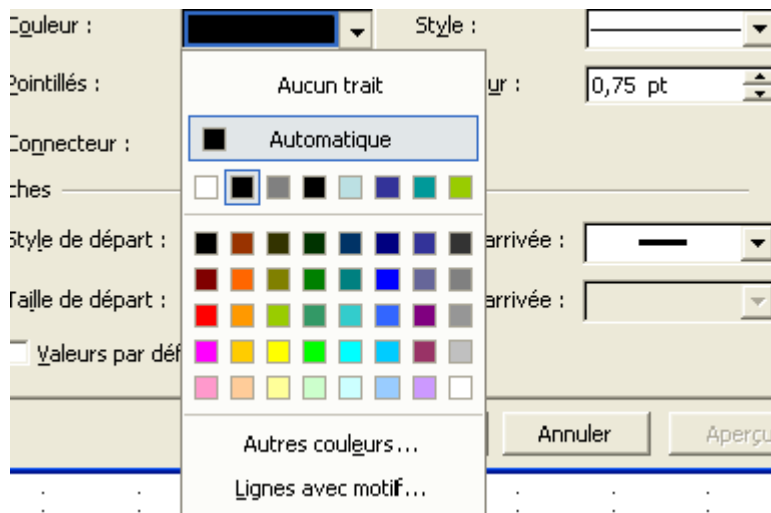 Couleur :
Style :
Aucun trait
Pointillés :
ur :
0,75 pt
Automatique
Connecteur :
ches
Style de départ :
arrivée :
Taille de départ :
arrivée :
Valeurs par déf
Annuler
Aperçu
Autres couleurs...
Lignes avec motif...